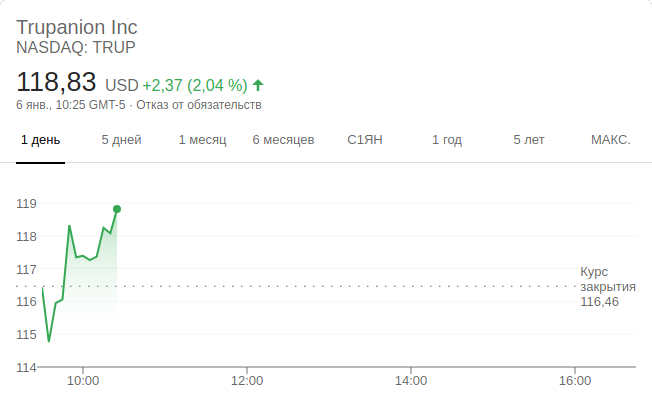 Trupanion Inc
NASDAQ: TRUP
118,83 USD +2,37 (2,04 %)
6 янв., 10:25 GMT-5 · Отказ от обязательств
1 день 5 дней 1 месяц 6 месяцев С1ЯН 1 год 5 лет МАКС.
119
118
117
116
115
114
Курс
закрытия
116,46
10:00 12:00 14:00 16:00